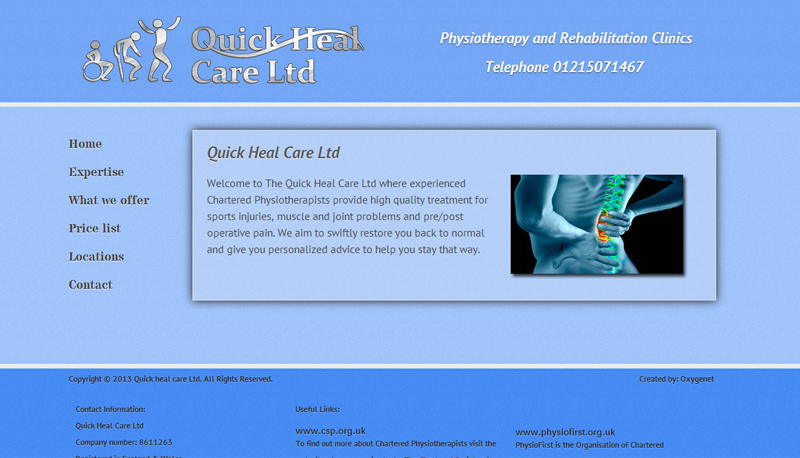 Quick Heal
Care Ltd
Physiotherapy and Rehabilitation Clinics
Telephone 01215071467
Home
Expertise
What we offer
Price list
Locations
Contact
Quick Heal Care Ltd
Welcome to The Quick Heal Care Ltd where experienced
Chartered Physiotherapists provide high quality treatment for
sports injuries, muscle and joint problems and pre/post
operative pain. We aim to swiftly restore you back to normal
and give you personalized advice to help you stay that way.
Copyright © 2013 Quick heal care Ltd. All Rights Reserved.
Created by: Oxygenet
Contact Information:
Quick Heal Care Ltd
Company number: 8611263
Registered in England & Wales
Useful Links:
www.csp.org.uk
To find out more about Chartered Physiotherapists visit the
www.physiofirst.org.uk
PhysioFirst is the Organisation of Chartered